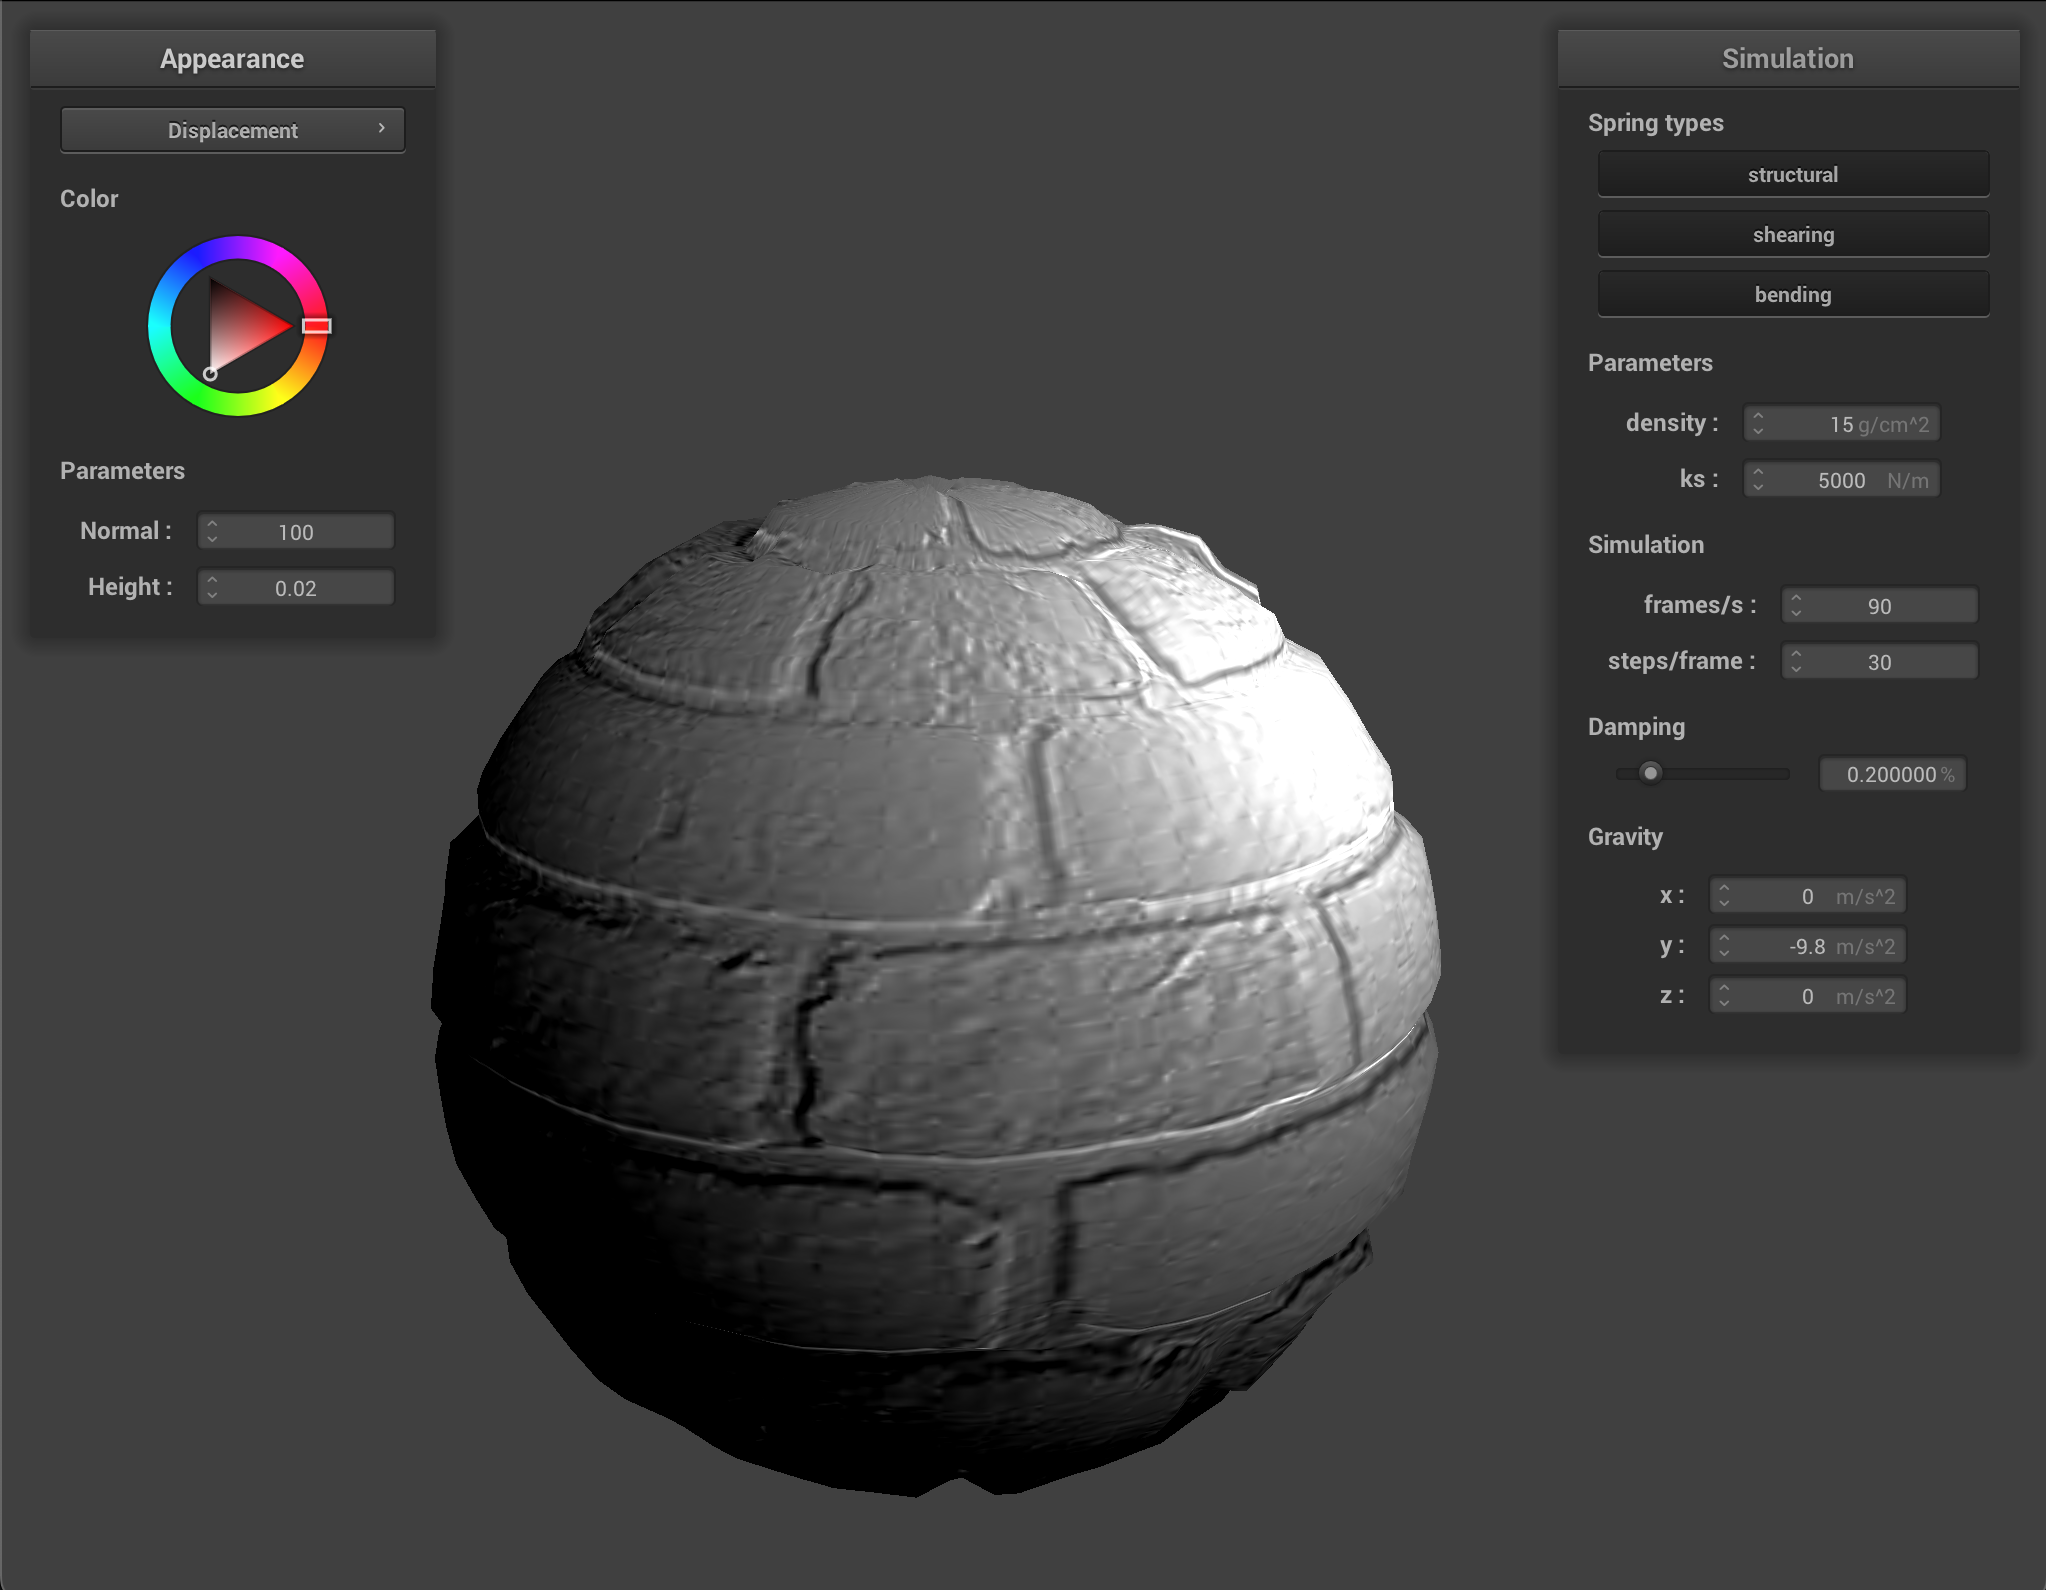 Appearance
Displacement
Color
Parameters
Normal : 100
Height : 0.02
Simulation
Spring types
structural
shearing
bending
Parameters
density : 15 g/cm^2
ks : 5000 N/m
Simulation
frames/s : 90
steps/frame : 30
Damping
0.200000 %
Gravity
x : 0 m/s^2
y : -9.8 m/s^2
z : 0 m/s^2